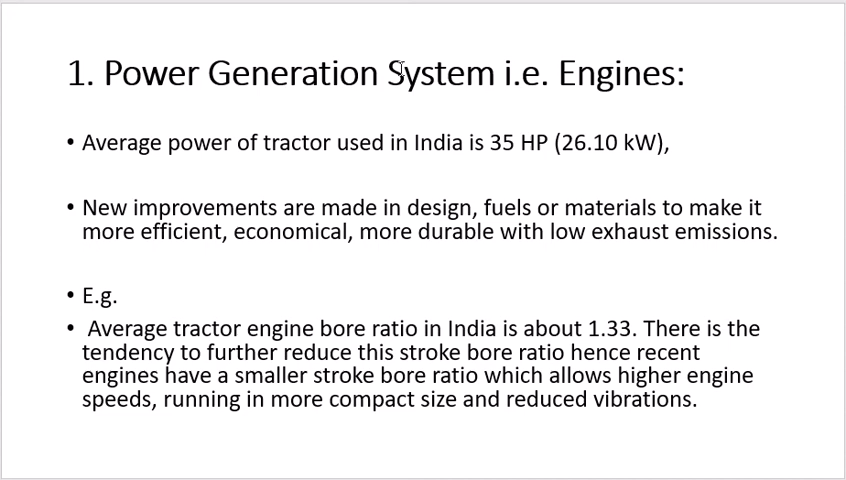 1. Power Generation System i.e. Engines:
• Average power of tractor used in India is 35 HP (26.10 kW),
• New improvements are made in design, fuels or materials to make it
more efficient, economical, more durable with low exhaust emissions.
• E.g.
• Average tractor engine bore ratio in India is about 1.33. There is the
tendency to further reduce this stroke bore ratio hence recent
engines have a smaller stroke bore ratio which allows higher engine
speeds, running in more compact size and reduced vibrations.